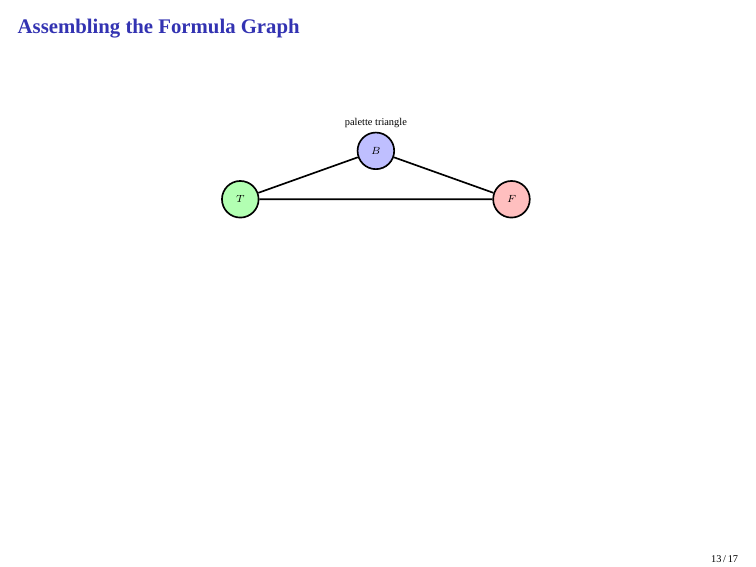 Assembling the Formula Graph
palette triangle
B
T
F
13 / 17